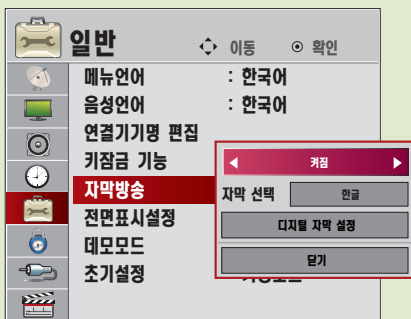 일반 이동 확인
메뉴언어 : 한국어
음성언어 : 한국어
연결기기명 편집
키잠금 기능
자막방송
전면표시설정
데모모드
초기설정
켜짐
자막 선택 한글
디지털 자막 설정
닫기